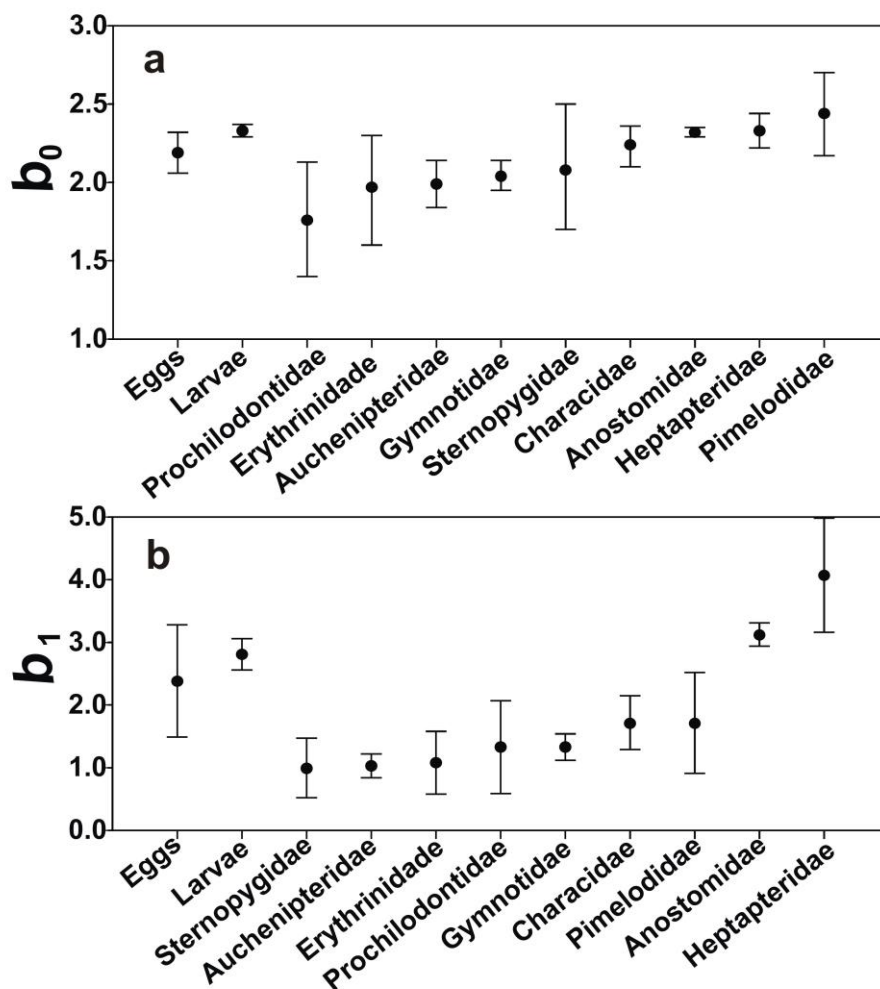 a
b0
3.0
2.5
2.0
1.5
1.0
Eggs
Larvae
Prochilodontidae
Erythrinidade
Auchenipteridae
Gymnotidae
Sternopygidae
Characidae
Anostomidae
Heptapteridae
Pimelodidae
b
b1
5.0
4.0
3.0
2.0
1.0
0.0
Eggs
Larvae
Sternopygidae
Auchenipteridae
Erythrinidade
Prochilodontidae
Gymnotidae
Characidae
Pimelodidae
Anostomidae
Heptapteridae